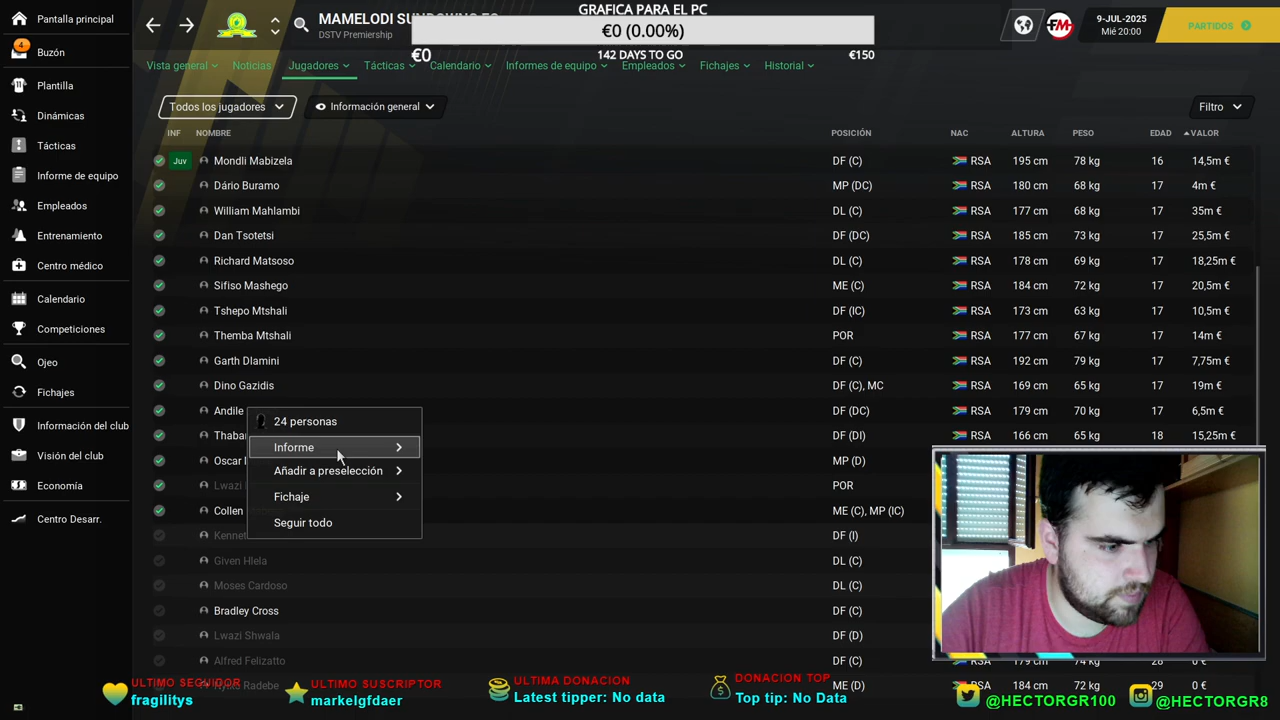 Pantalla principal
MAMELODI SUNDOWNS FC
DSTV Premiership
GRAFICA PARA EL PC
€0 (0.00%)
€0
142 DAYS TO GO
€150
9-JUL-2025
Mié 20:00
PARTIDOS
4
Buzón
Vista general
Noticias
Jugadores
Tácticas
Calendario
Informes de equipo
Empleados
Fichajes
Historial
Plantilla
Dinámicas
Tácticas
Informe de equipo
Empleados
Entrenamiento
Centro médico
Calendario
Competiciones
Ojeo
Fichajes
Información del club
Visión del club
Economía
Centro Desarr.
Todos los jugadores
Información general
Filtro
INF NOMBRE POSICIÓN NAC ALTURA PESO EDAD VALOR
Juv Mondli Mabizela DF (C) RSA 195 cm 78 kg 16 14,5m €
Dário Buramo MP (DC) RSA 180 cm 68 kg 17 4m €
William Mahlambi DL (C) RSA 177 cm 68 kg 17 35m €
Dan Tsotetsi DF (DC) RSA 185 cm 73 kg 17 25,5m €
Richard Matsoso DL (C) RSA 178 cm 69 kg 17 18,25m €
Sifiso Mashego ME (C) RSA 184 cm 72 kg 17 20,5m €
Tshepo Mtshali DF (IC) RSA 173 cm 63 kg 17 10,5m €
Themba Mtshali POR RSA 177 cm 67 kg 17 14m €
Garth Dlamini DF (C) RSA 192 cm 79 kg 17 7,75m €
Dino Gazidis DF (C), MC RSA 169 cm 65 kg 17 19m €
Andile DF (DC) RSA 179 cm 70 kg 17 6,5m €
DF (DI) RSA 166 cm 65 kg 18 15,25m €
Oscar MP (D)
Lwazi POR
Collen ME (C), MP (IC)
DF (I)
Given Hlela DL (C)
Moses Cardoso DL (C)
Bradley Cross DF (C)
Lwazi Shwala DF (D)
Alfred Felizatto DF (C) 179 cm 74 kg 28 0 €
Radebe ME (D) RSA 184 cm 72 kg 29 0 €
24 personas
Informe
Añadir a preselección
Fichaje
Seguir todo
ULTIMO SEGUIDOR
fragilitys
ULTIMO SUSCRIPTOR
markelgfdaer
ULTIMA DONACION
Latest tipper: No data
DONACION TOP
Top tip: No Data
@HECTORGR100
@HECTORGR8